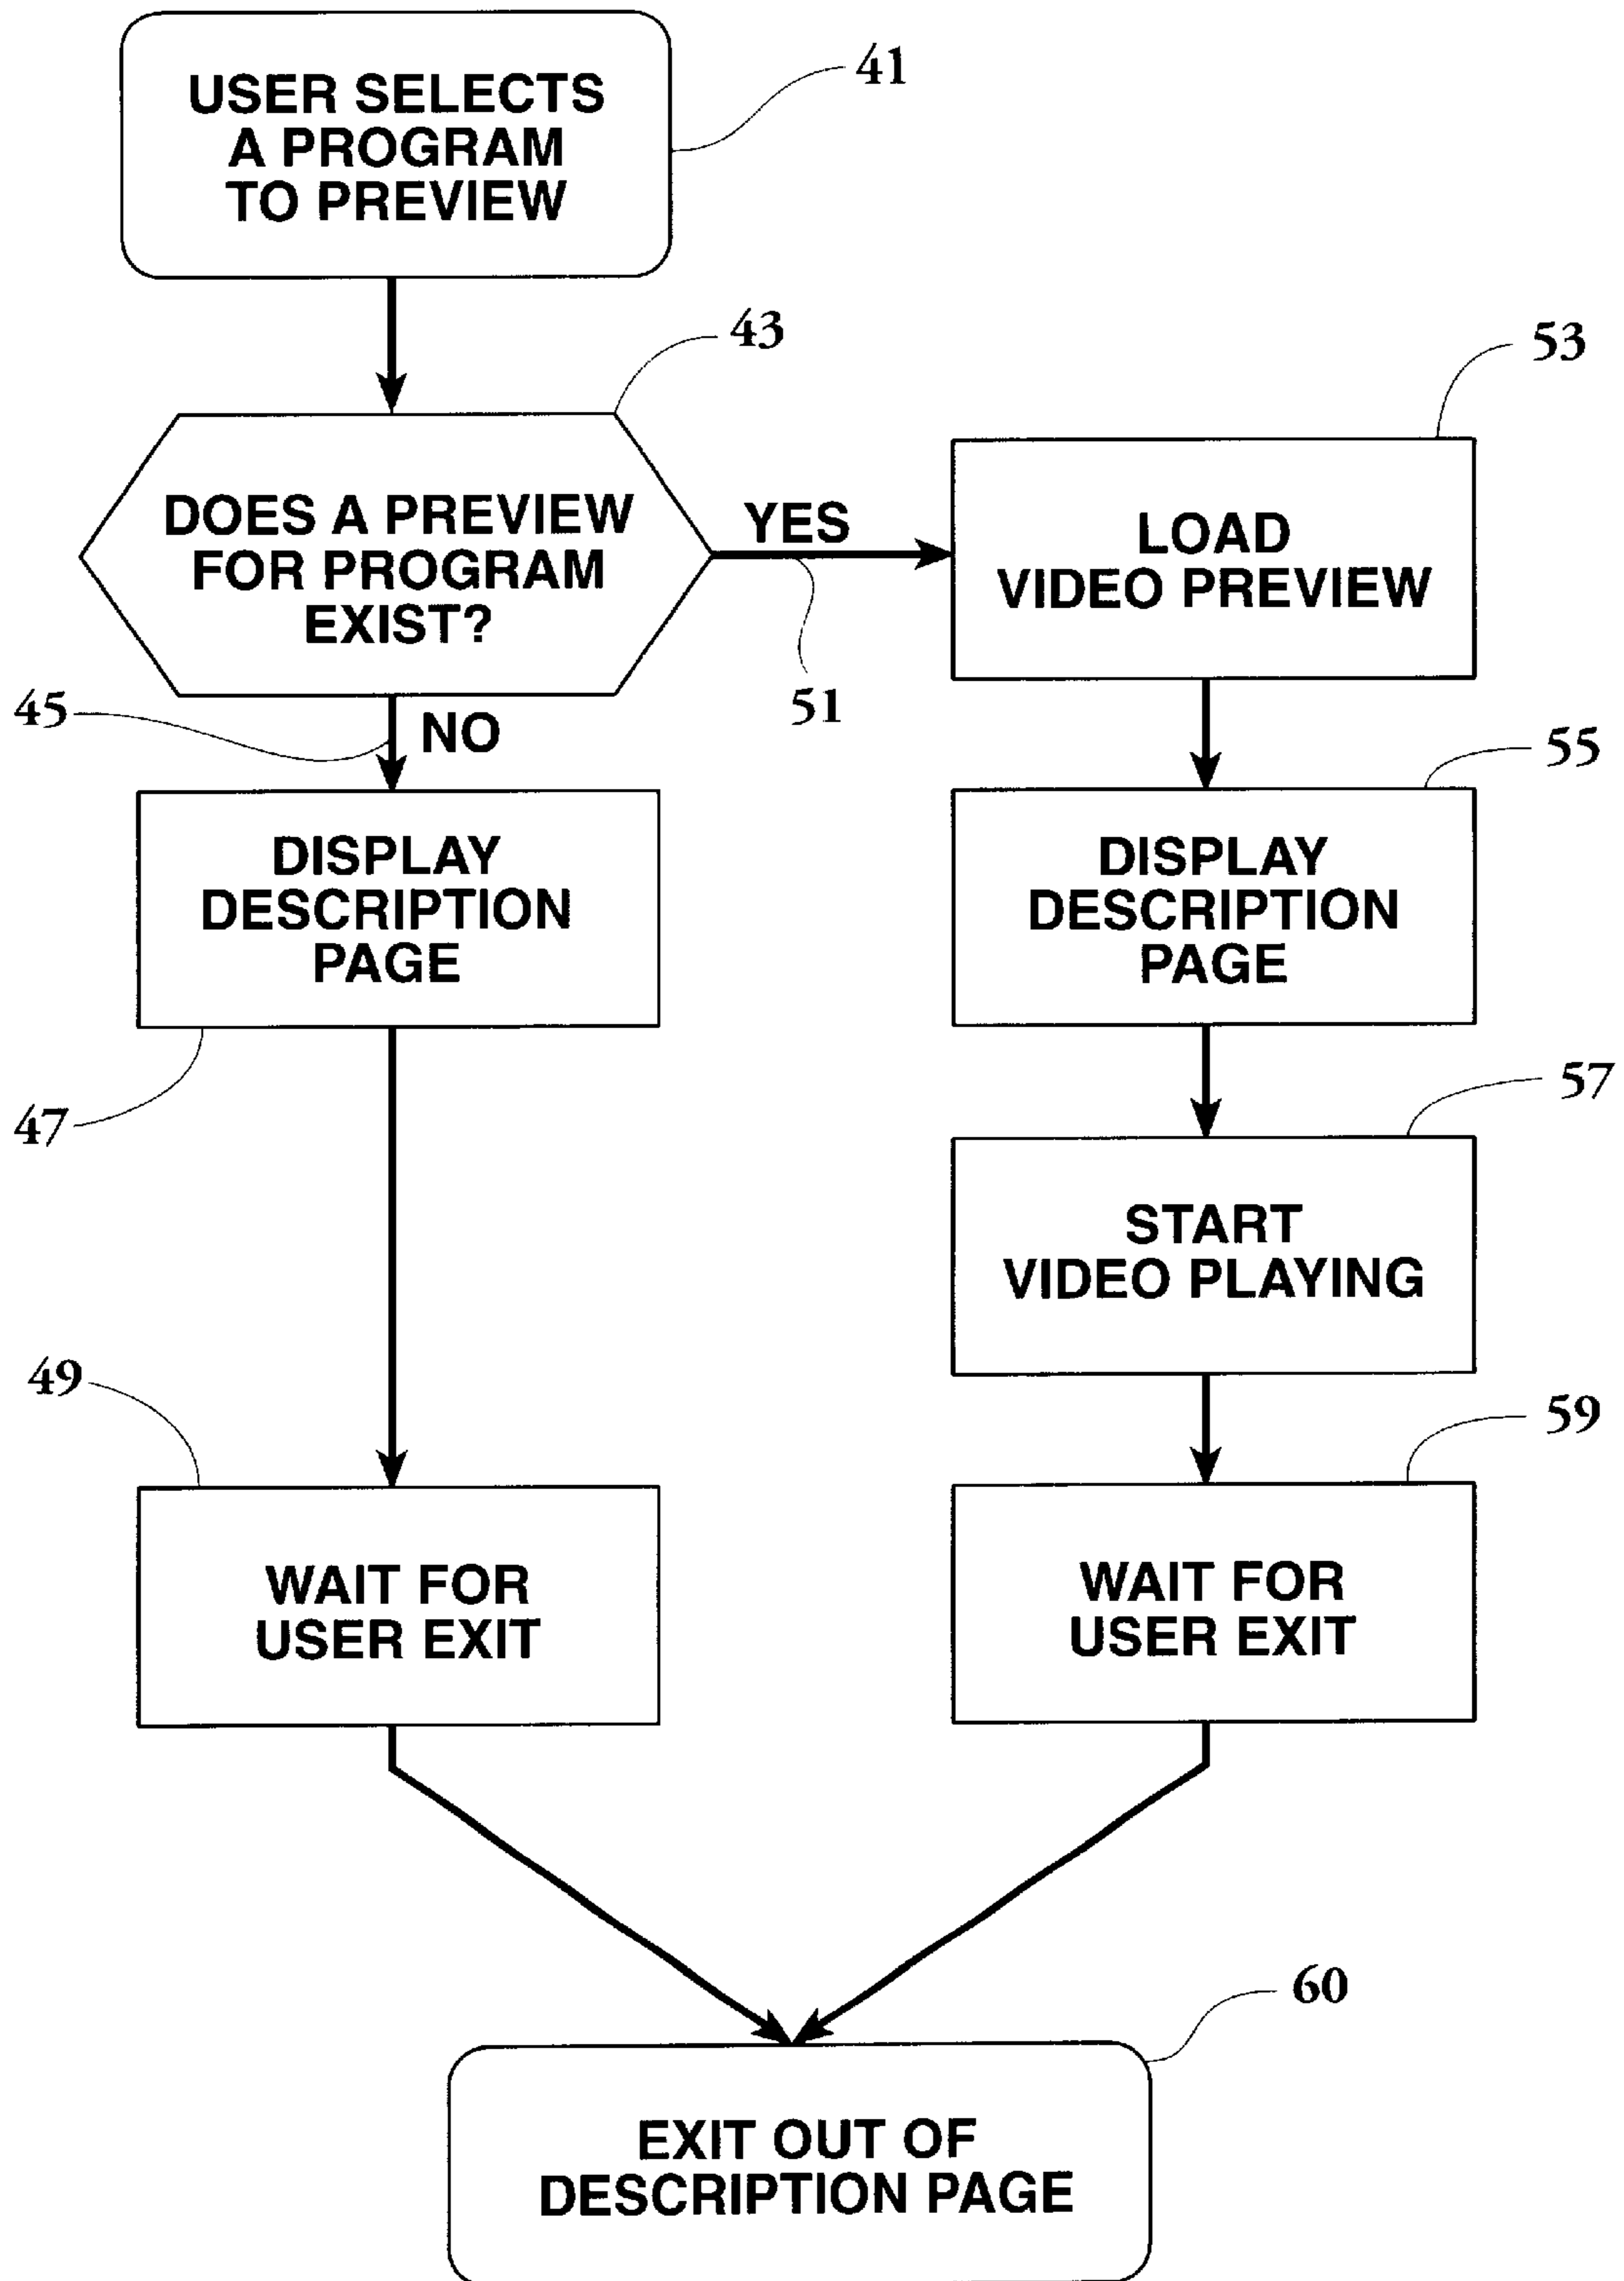 USER SELECTS
A PROGRAM
TO PREVIEW
41
43
DOES A PREVIEW
FOR PROGRAM
EXIST?
YES
51
53
LOAD
VIDEO PREVIEW
45
NO
DISPLAY
DESCRIPTION
PAGE
47
55
DISPLAY
DESCRIPTION
PAGE
57
START
VIDEO PLAYING
49
WAIT FOR
USER EXIT
59
WAIT FOR
USER EXIT
60
EXIT OUT OF
DESCRIPTION PAGE